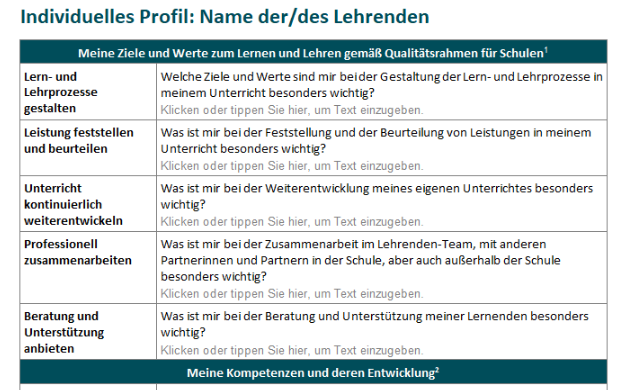 Individuelles Profil: Name der/des Lehrenden
Meine Ziele und Werte zum Lernen und Lehren gemäß Qualitätsrahmen für Schulen¹
Lern- und
Lehrprozesse
gestalten
Welche Ziele und Werte sind mir bei der Gestaltung der Lern- und Lehrprozesse in
meinem Unterricht besonders wichtig?
Klicken oder tippen Sie hier, um Text einzugeben.
Leistung feststellen
und beurteilen
Was ist mir bei der Feststellung und der Beurteilung von Leistungen in meinem
Unterricht besonders wichtig?
Klicken oder tippen Sie hier, um Text einzugeben.
Unterricht
kontinuierlich
weiterentwickeln
Was ist mir bei der Weiterentwicklung meines eigenen Unterrichtes besonders
wichtig?
Klicken oder tippen Sie hier, um Text einzugeben.
Professionell
zusammenarbeiten
Was ist mir bei der Zusammenarbeit im Lehrenden-Team, mit anderen
Partnerinnen und Partnern in der Schule, aber auch außerhalb der Schule
besonders wichtig?
Klicken oder tippen Sie hier, um Text einzugeben.
Beratung und
Unterstützung
anbieten
Was ist mir bei der Beratung und Unterstützung meiner Lernenden besonders
wichtig?
Klicken oder tippen Sie hier, um Text einzugeben.
Meine Kompetenzen und deren Entwicklung²